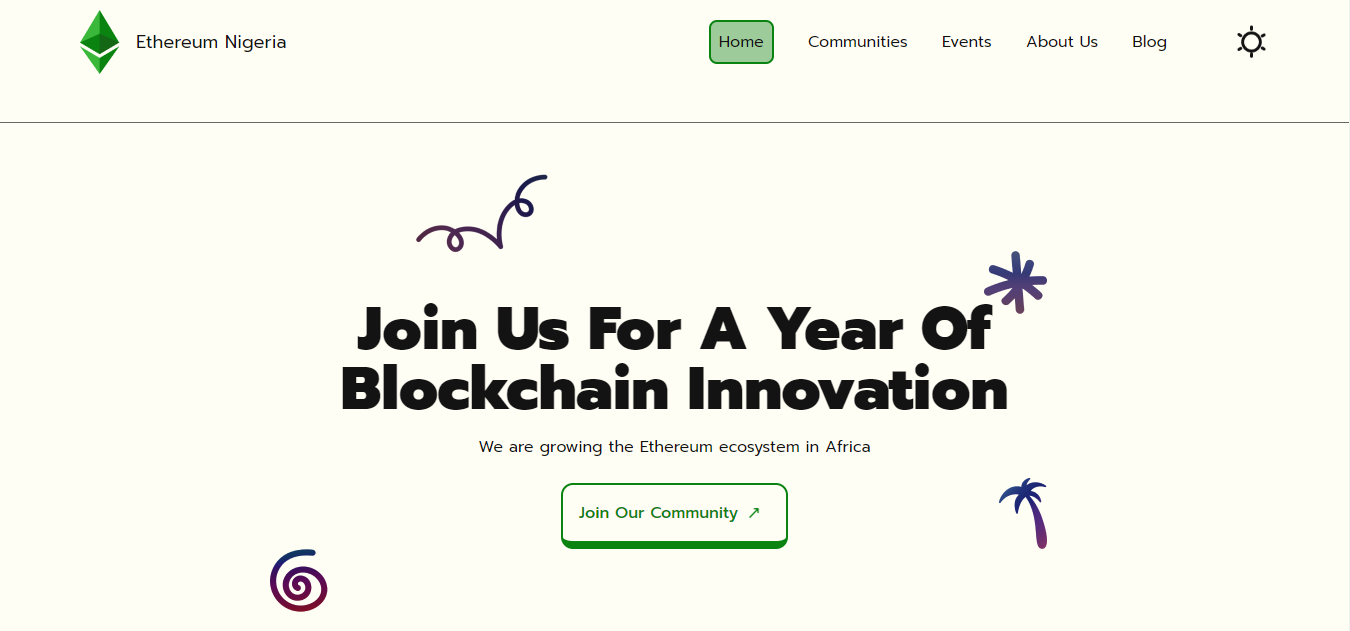 Ethereum Nigeria
Home
Communities
Events
About Us
Blog
Join Us For A Year Of
Blockchain Innovation
We are growing the Ethereum ecosystem in Africa
Join Our Community ↗